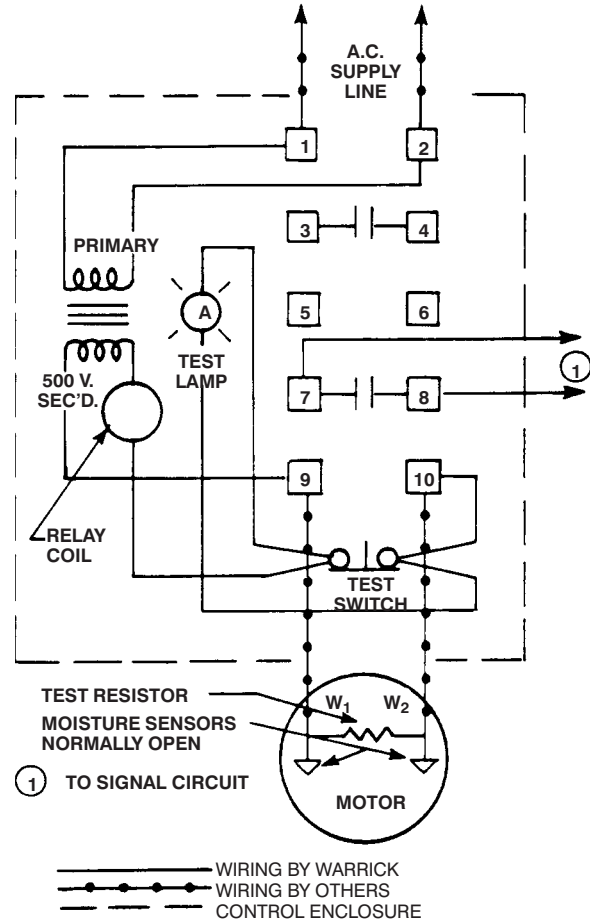 A.C.
SUPPLY
LINE
1
2
3
4
PRIMARY
A
5
6
TEST
LAMP
1
500 V.
SEC'D.
7
8
9
10
RELAY
COIL
TEST
SWITCH
TEST RESISTOR
W1
W2
MOISTURE SENSORS
NORMALLY OPEN
1 TO SIGNAL CIRCUIT
MOTOR
WIRING BY WARRICK
WIRING BY OTHERS
CONTROL ENCLOSURE